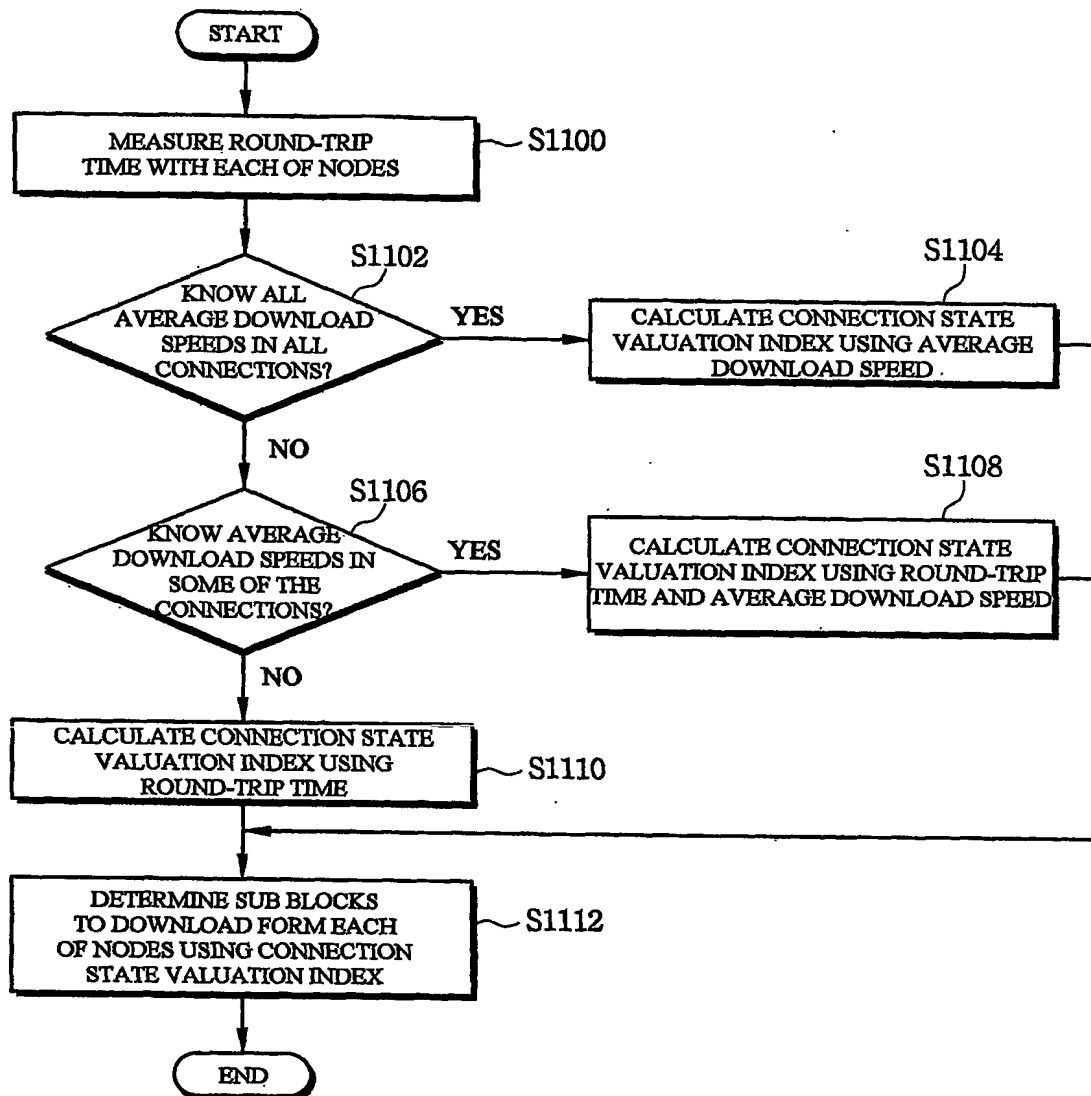 START
MEASURE ROUND-TRIP
TIME WITH EACH OF NODES
S1100
S1102
KNOW ALL
AVERAGE DOWNLOAD
SPEEDS IN ALL
CONNECTIONS?
YES
S1104
CALCULATE CONNECTION STATE
VALUATION INDEX USING AVERAGE
DOWNLOAD SPEED
NO
S1106
KNOW AVERAGE
DOWNLOAD SPEEDS IN
SOME OF THE
CONNECTIONS?
YES
S1108
CALCULATE CONNECTION STATE
VALUATION INDEX USING ROUND-TRIP
TIME AND AVERAGE DOWNLOAD SPEED
NO
CALCULATE CONNECTION STATE
VALUATION INDEX USING
ROUND-TRIP TIME
S1110
DETERMINE SUB BLOCKS
TO DOWNLOAD FORM EACH
OF NODES USING CONNECTION
STATE VALUATION INDEX
S1112
END